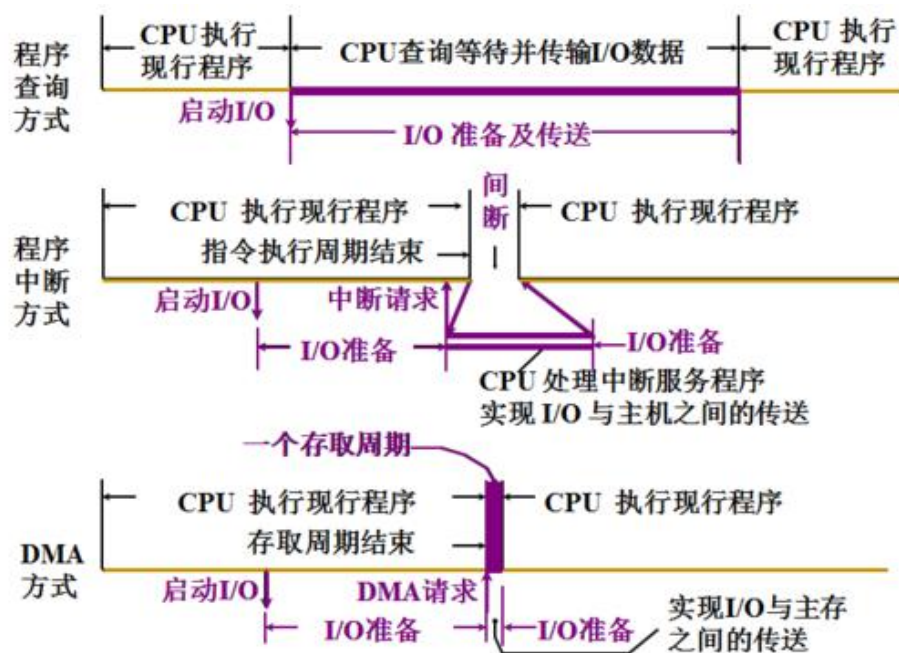 程序
查询
方式
CPU 执行
现行程序
CPU查询等待并传输I/O数据
CPU 执行
现行程序
启动I/O
I/O 准备及传送
程序
中断
方式
CPU 执行现行程序
间
断
CPU 执行现行程序
指令执行周期结束
启动I/O
中断请求
I/O准备
I/O准备
CPU 处理中断服务程序
实现 I/O 与主机之间的传送
一个存取周期
DMA
方式
CPU 执行现行程序
CPU 执行现行程序
存取周期结束
启动I/O
DMA请求
I/O准备
I/O准备
实现I/O与主存
之间的传送